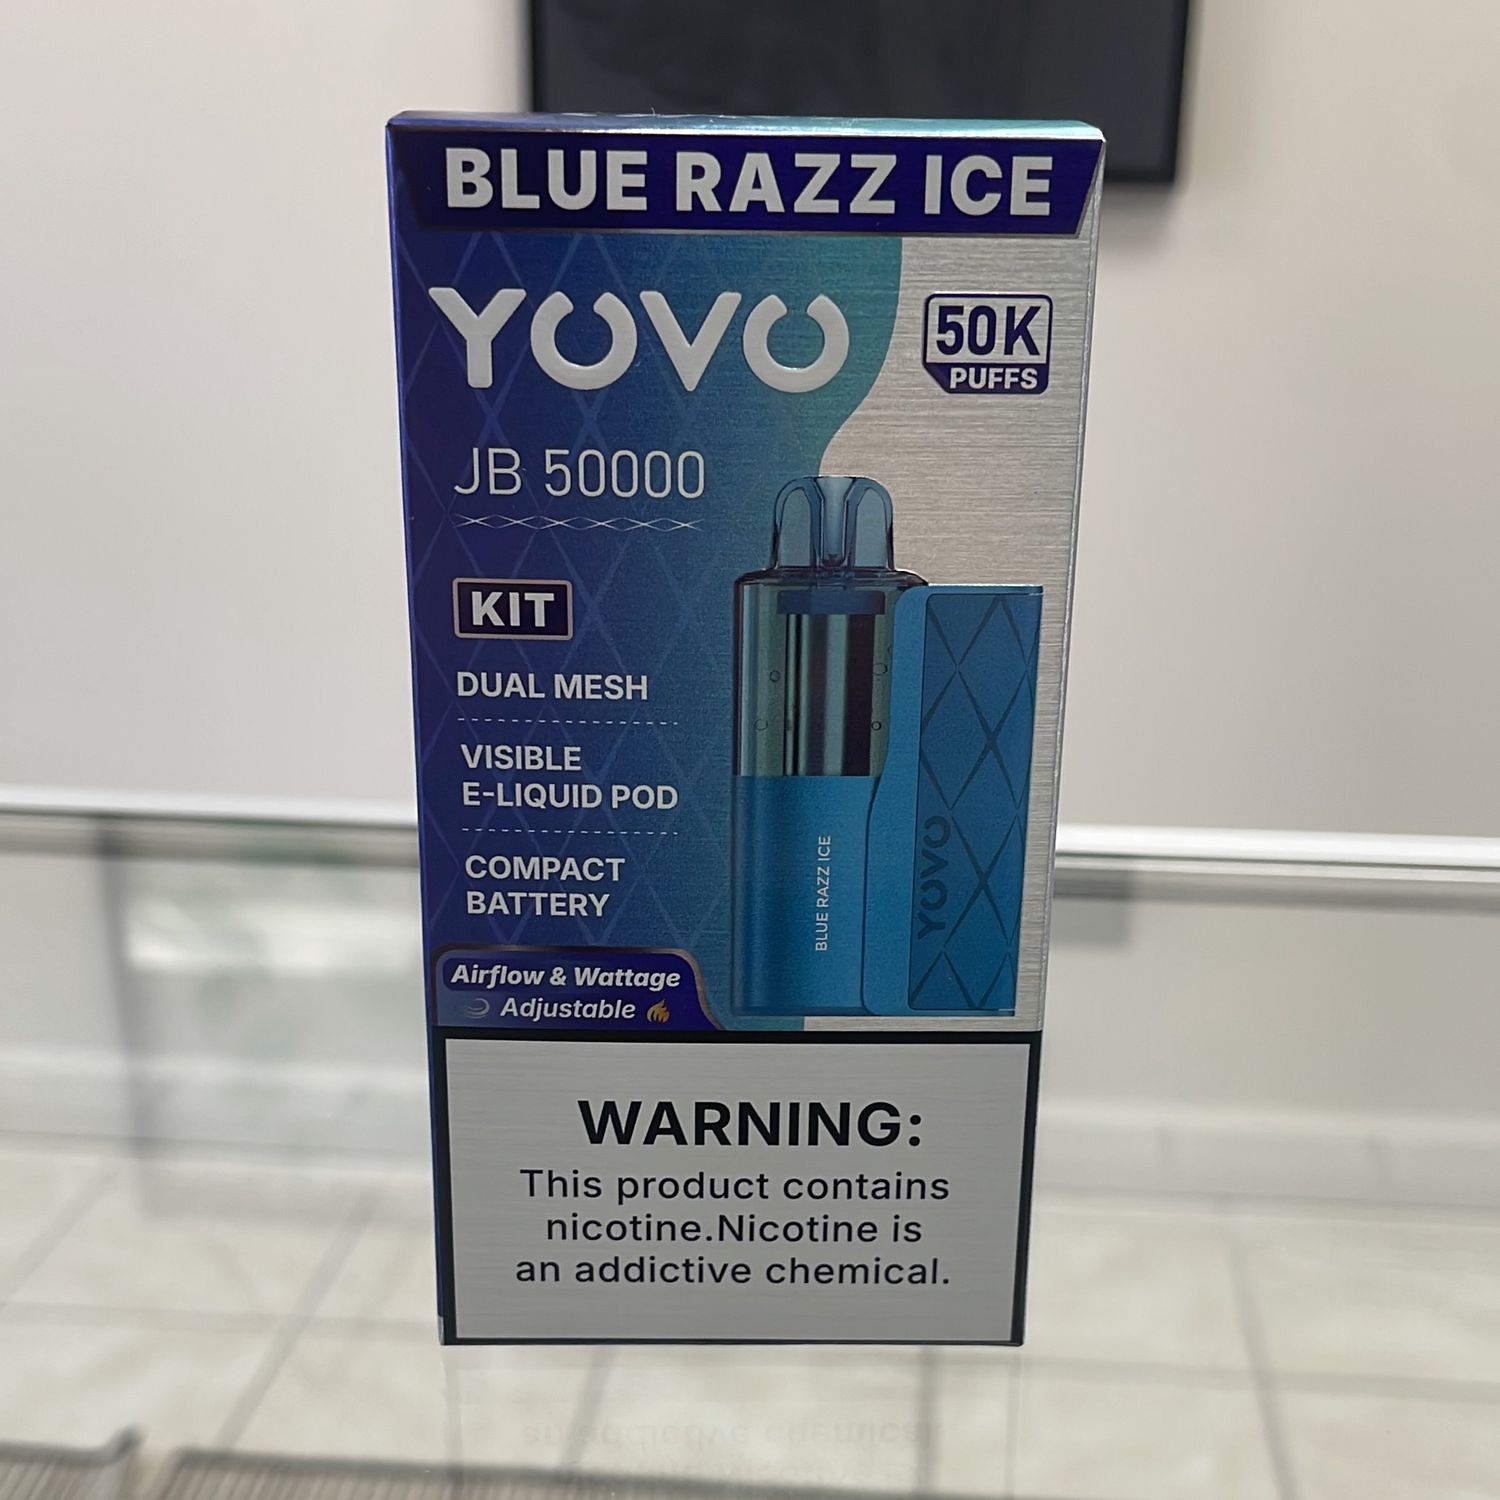 BLUE RAZZ ICE
YOVO
50K
PUFFS
JB 50000
KIT
DUAL MESH
VISIBLE
E-LIQUID POD
COMPACT
BATTERY
Airflow & Wattage
Adjustable
BLUE RAZZ ICE
YOVO
WARNING:
This product contains
nicotine.Nicotine is
an addictive chemical.